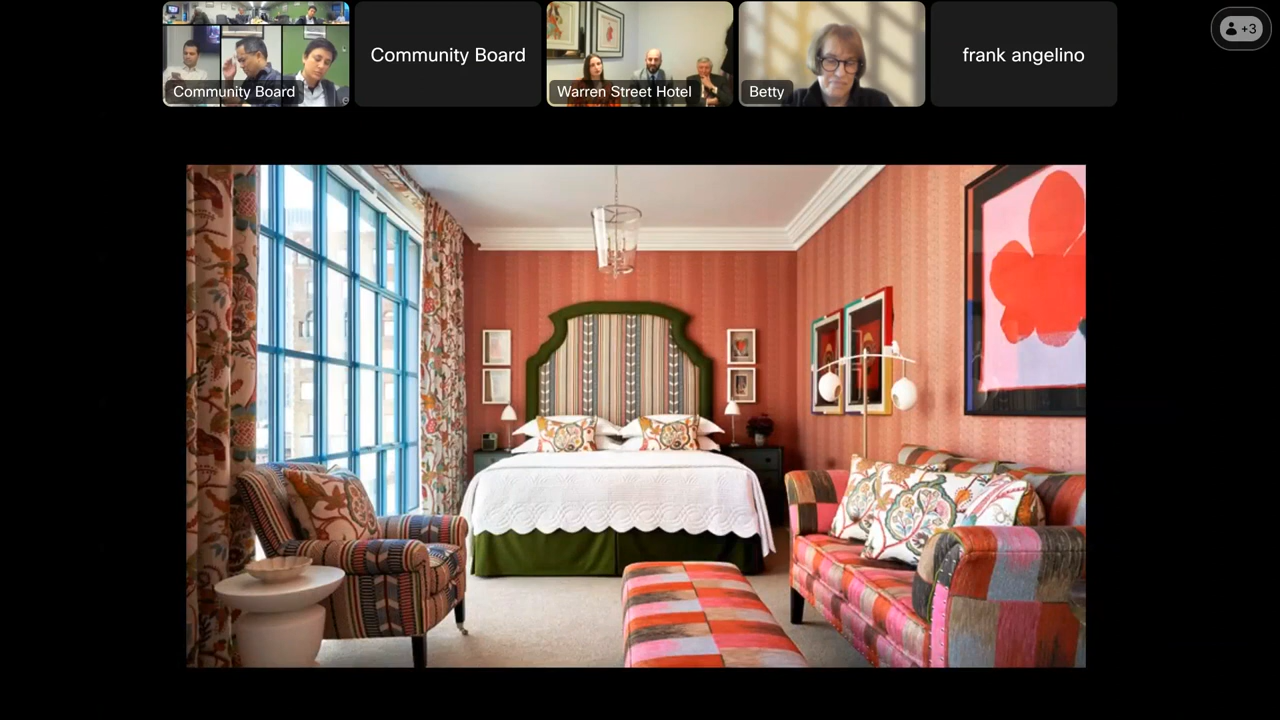 Community Board
Community Board
Warren Street Hotel
Betty
frank angelino
+3